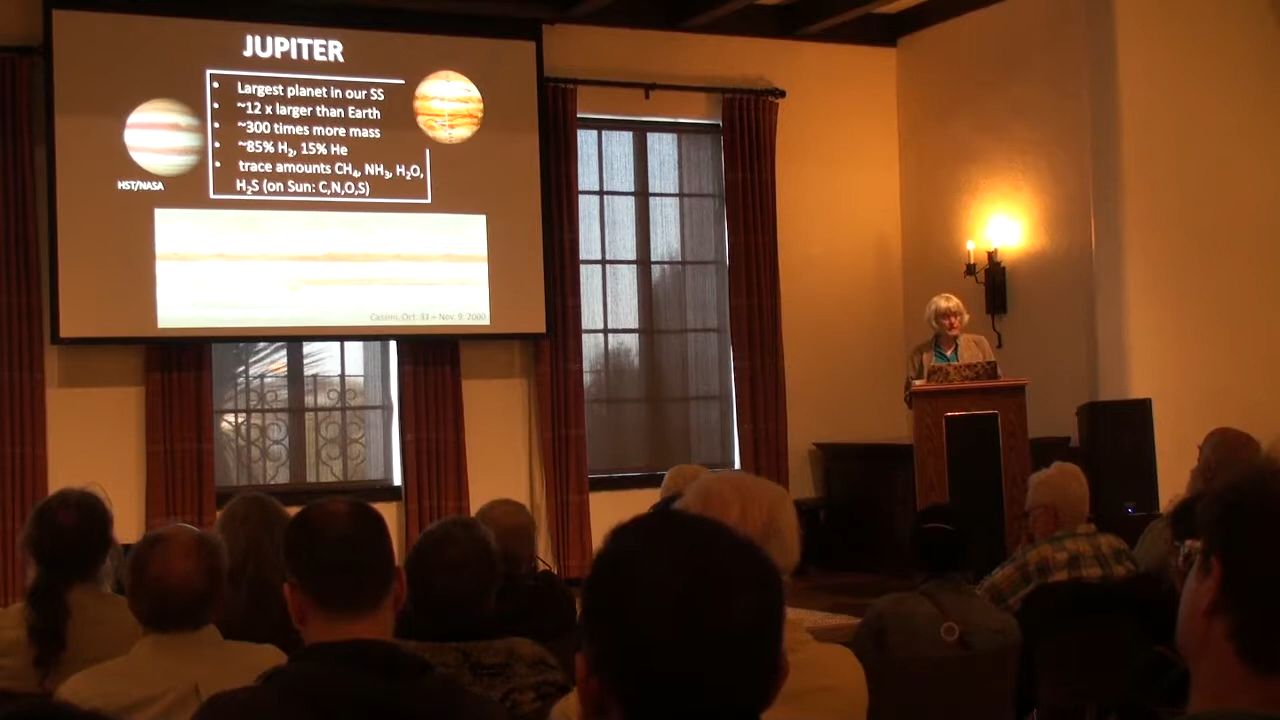 JUPITER
• Largest planet in our SS
• ~12 x larger than Earth
• ~300 times more mass
• ~85% H₂, 15% He
• trace amounts CH₄, NH₃, H₂O,
H₂S (on Sun: C,N,O,S)
HST/NASA
Cassini, Oct. 31 – Nov. 9, 2000